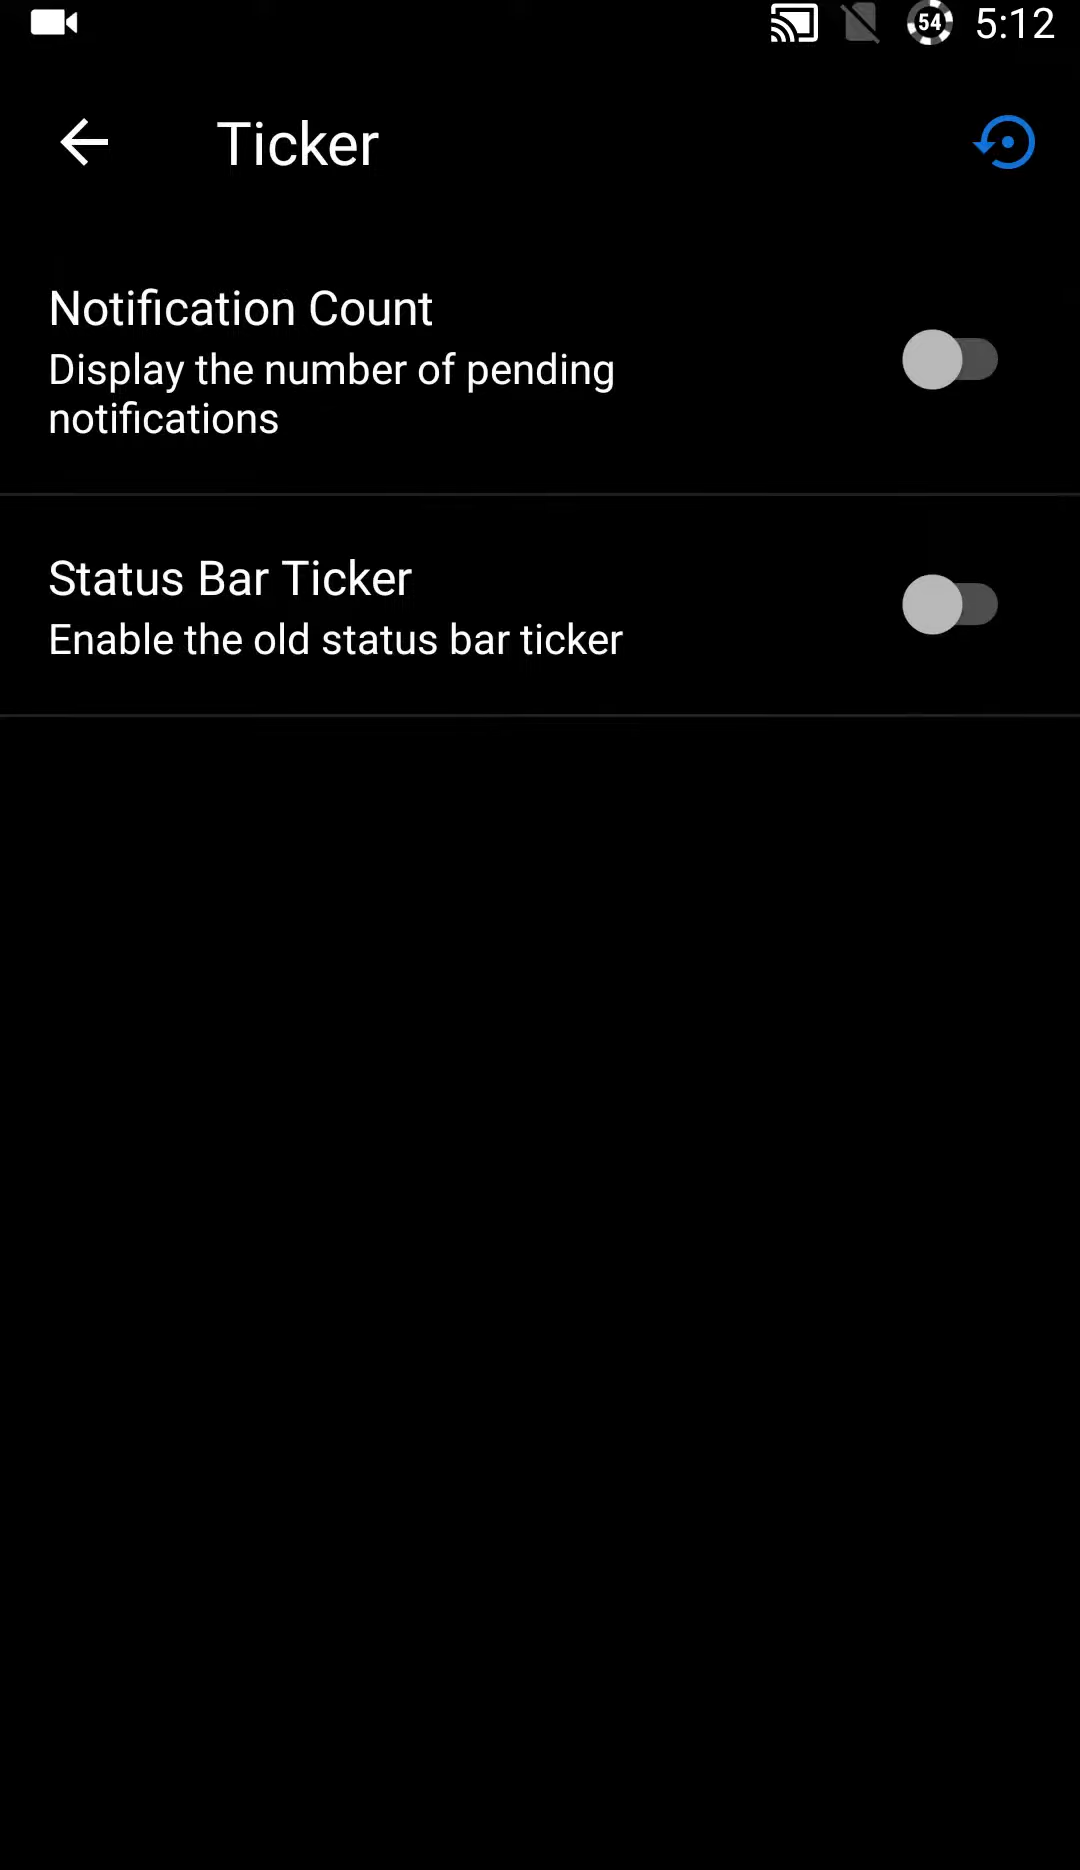 54 5:12
Ticker
Notification Count
Display the number of pending
notifications
Status Bar Ticker
Enable the old status bar ticker